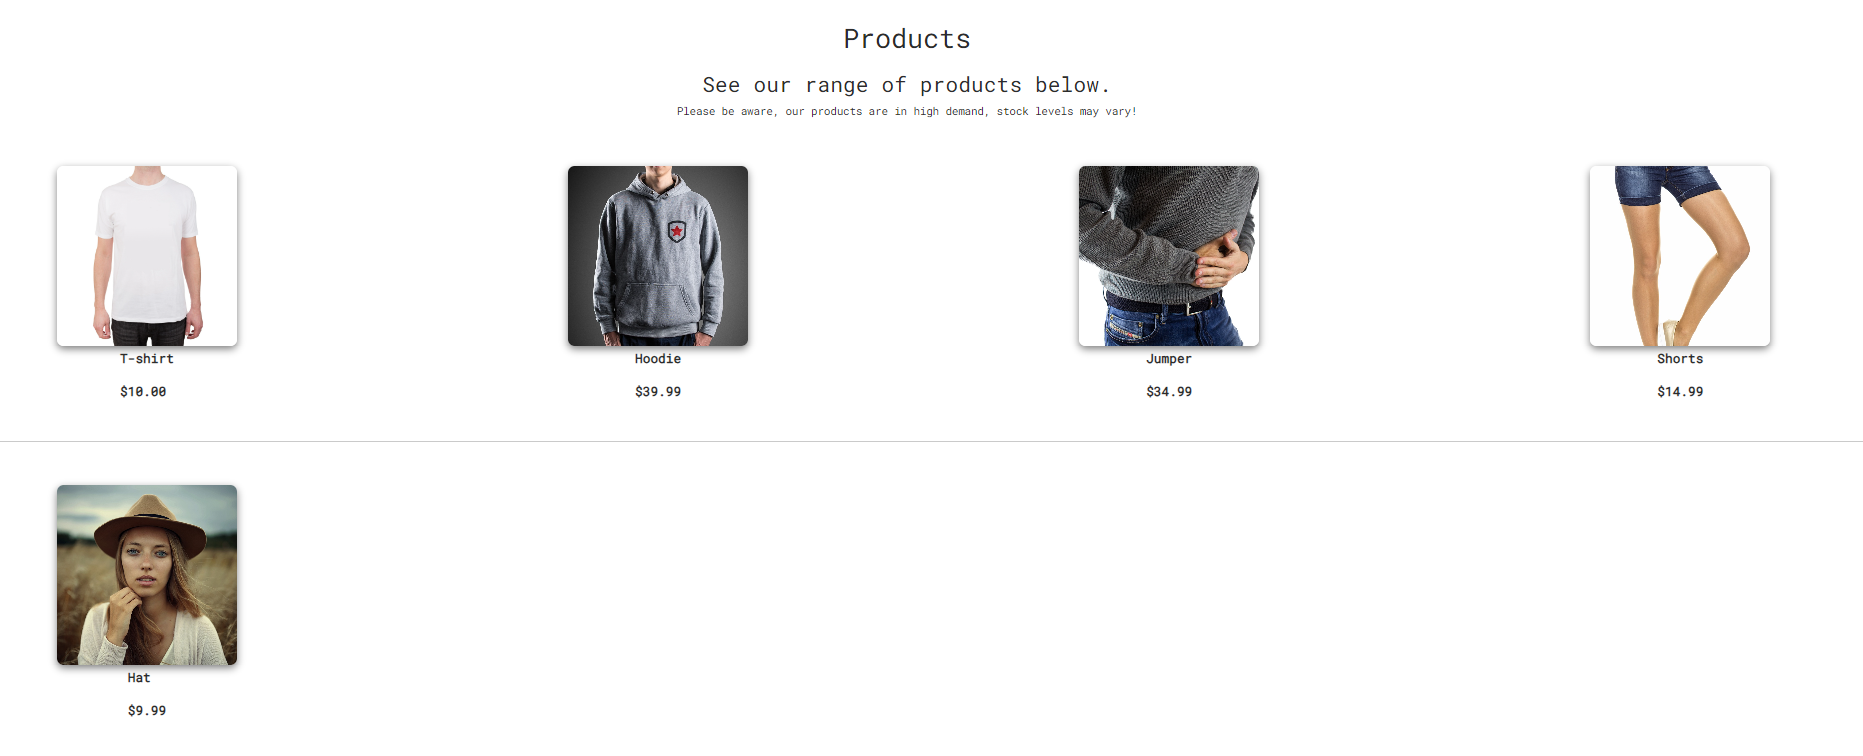 Products
See our range of products below.
Please be aware, our products are in high demand, stock levels may vary!
T-shirt
$10.00
Hoodie
$39.99
Jumper
$34.99
Shorts
$14.99
Hat
$9.99